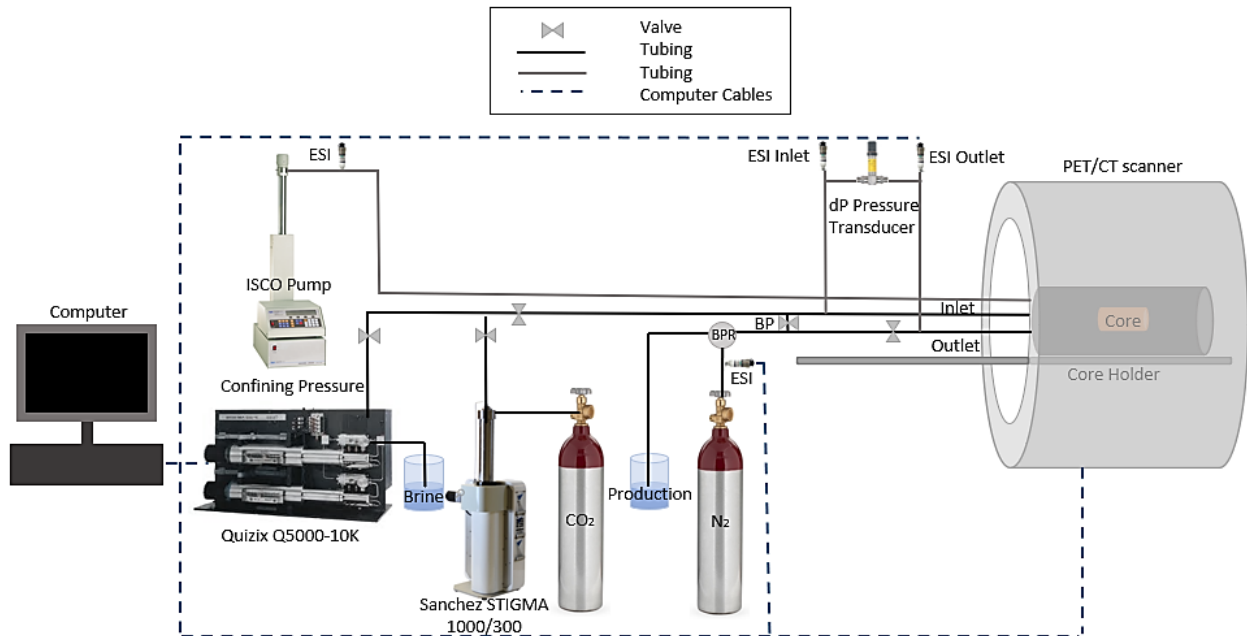 Valve
Tubing
Tubing
Computer Cables
ESI
ESI Inlet
ESI Outlet
PET/CT scanner
dP Pressure
Transducer
ISCO Pump
Computer
Inlet
Core
BP
BPR
Outlet
ESI
Core Holder
Confining Pressure
Brine
Production
CO₂
N₂
Quizix Q5000-10K
Sanchez STIGMA
1000/300